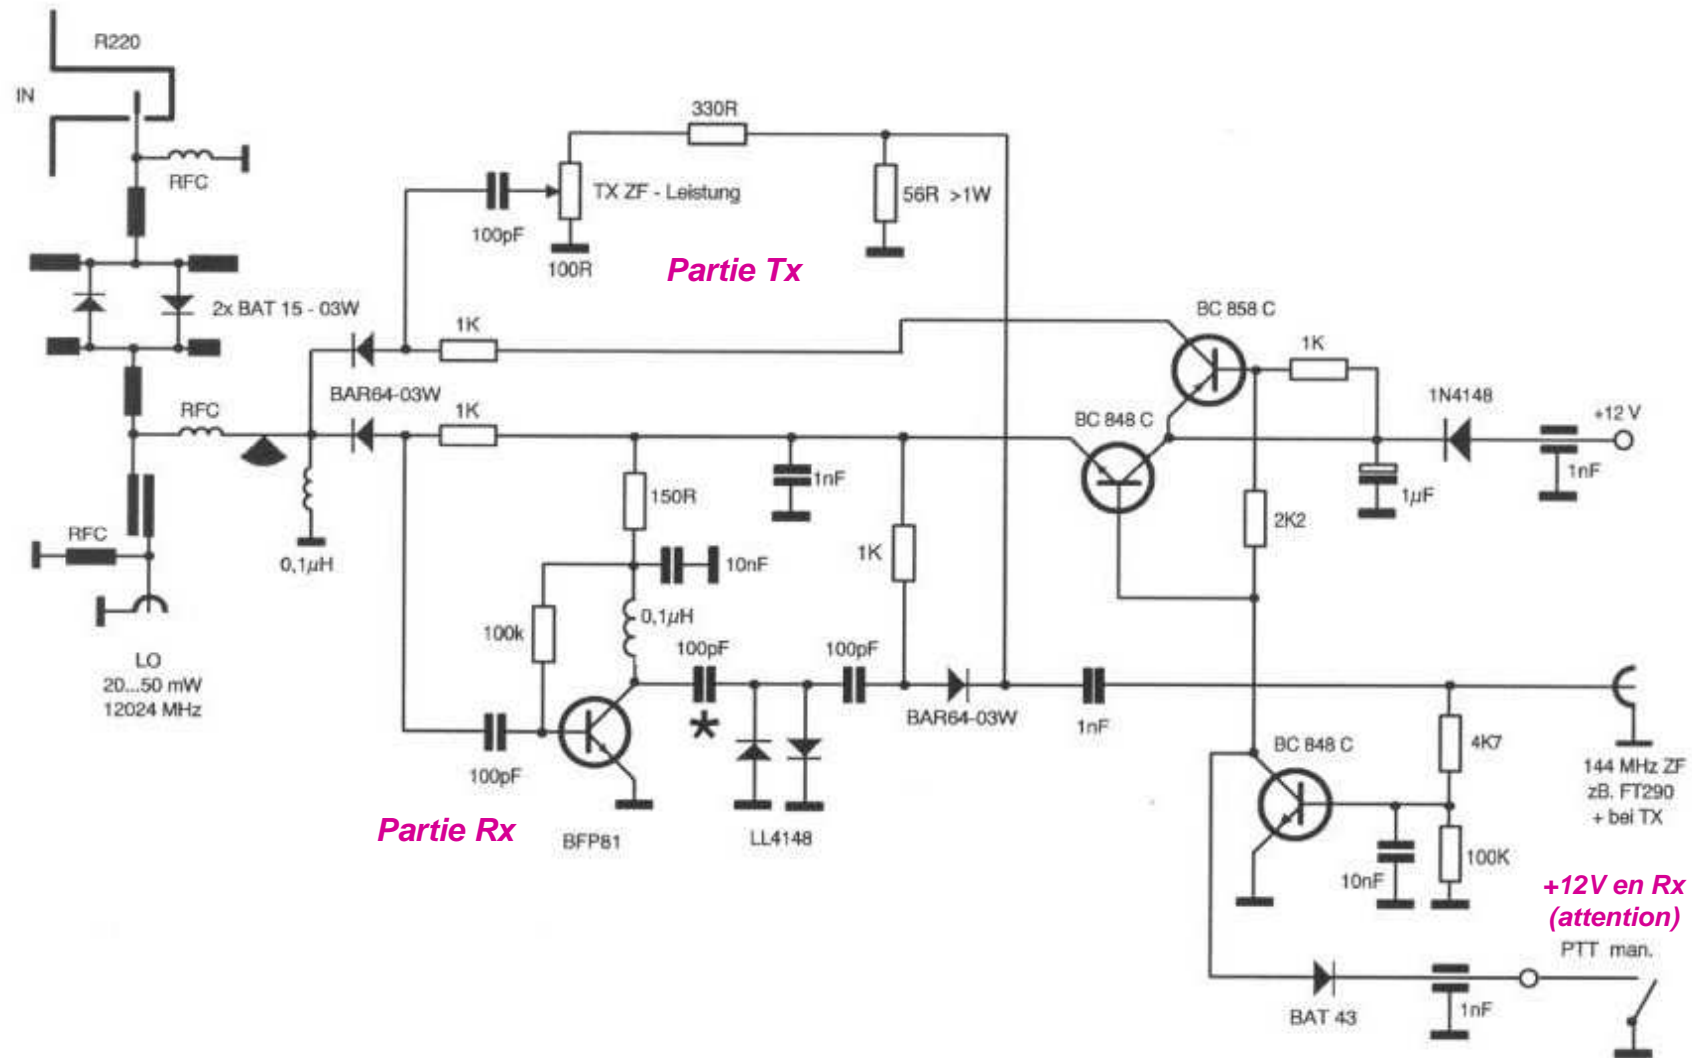 R220
IN
RFC
330R
TX ZF - Leistung
56R >1W
100pF
100R
Partie Tx
2x BAT 15 - 03W
1K
BC 858 C
1K
BAR64-03W
1N4148
+12 V
RFC
1K
BC 848 C
150R
1nF
1µF
1nF
2K2
RFC
0,1µH
1K
10nF
100k
0,1µH
100pF
100pF
LO
20...50 mW
12024 MHz
*
BAR64-03W
1nF
BC 848 C
4K7
144 MHz ZF
zB. FT290
+ bei TX
100pF
Partie Rx
BFP81
LL4148
100K
10nF
+12V en Rx
(attention)
PTT man.
BAT 43
1nF